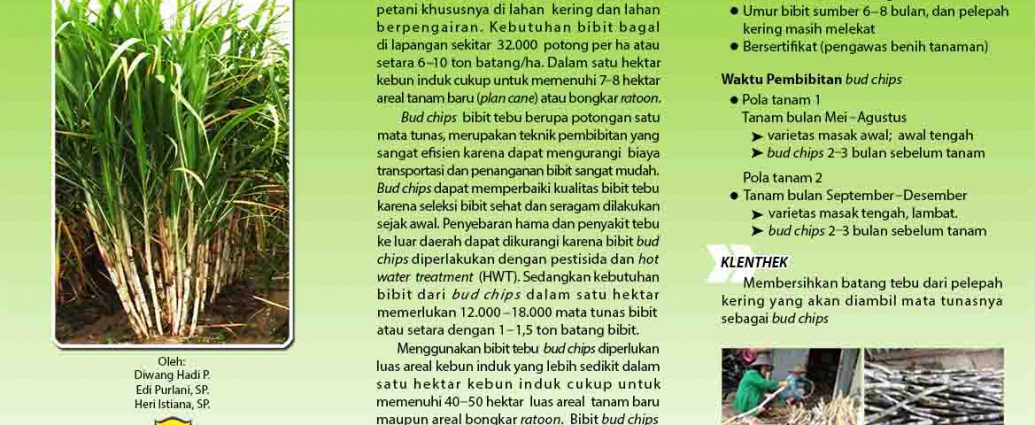 Oleh:
Diwang Hadi P.
Edi Purlani, SP.
Heri Istiana, SP.
petani khususnya di lahan kering dan lahan
berpengairan. Kebutuhan bibit bagal
di lapangan sekitar 32.000 potong per ha atau
setara 6–10 ton batang/ha. Dalam satu hektar
kebun induk cukup untuk memenuhi 7–8 hektar
areal tanam baru (plan cane) atau bongkar ratoon.
Bud chips bibit tebu berupa potongan satu
mata tunas, merupakan teknik pembibitan yang
sangat efisien karena dapat mengurangi biaya
transportasi dan penanganan bibit sangat mudah.
Bud chips dapat memperbaiki kualitas bibit tebu
karena seleksi bibit sehat dan seragam dilakukan
sejak awal. Penyebaran hama dan penyakit tebu
ke luar daerah dapat dikurangi karena bibit bud
chips diperlakukan dengan pestisida dan hot
water treatment (HWT). Sedangkan kebutuhan
bibit dari bud chips dalam satu hektar
memerlukan 12.000–18.000 mata tunas bibit
atau setara dengan 1–1,5 ton batang bibit.
Menggunakan bibit tebu bud chips diperlukan
luas areal kebun induk yang lebih sedikit dalam
satu hektar kebun induk cukup untuk
memenuhi 40–50 hektar luas areal tanam baru
maupun areal bongkar ratoon. Bibit bud chips
● Umur bibit sumber 6–8 bulan, dan pelepah
kering masih melekat
● Bersertifikat (pengawas benih tanaman)
Waktu Pembibitan bud chips
● Pola tanam 1
Tanam bulan Mei–Agustus
➤ varietas masak awal; awal tengah
➤ bud chips 2–3 bulan sebelum tanam
Pola tanam 2
● Tanam bulan September–Desember
➤ varietas masak tengah, lambat.
➤ bud chips 2–3 bulan sebelum tanam
KLENTHEK
Membersihkan batang tebu dari pelepah
kering yang akan diambil mata tunasnya
sebagai bud chips